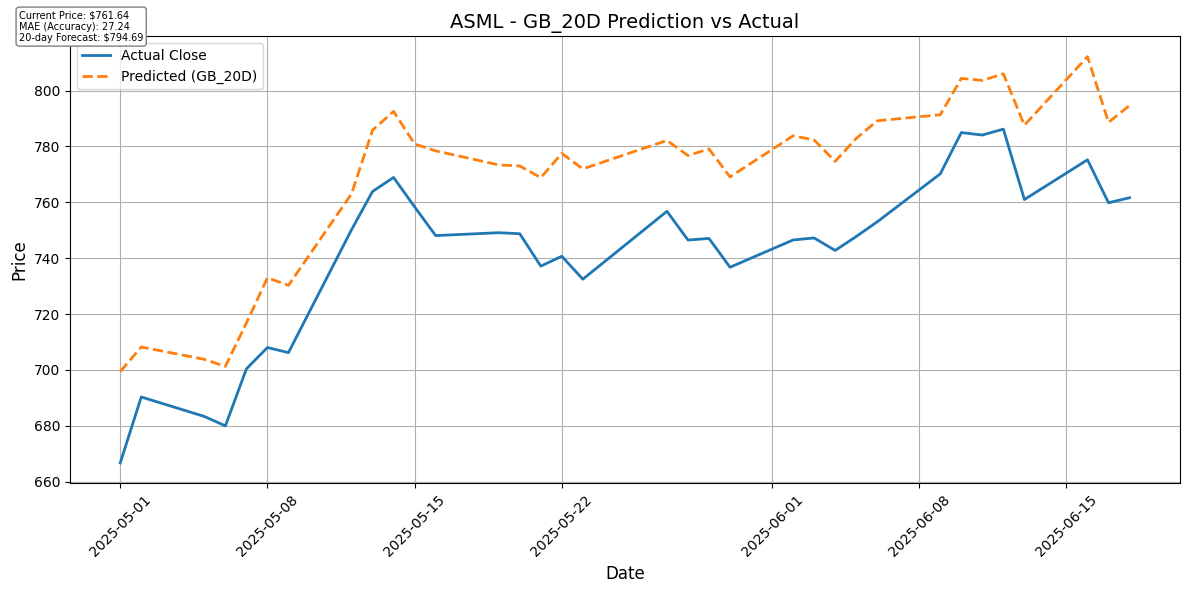 ASML - GB_20D Prediction vs Actual
Current Price: $761.64
MAE (Accuracy): 27.24
20-day Forecast: $794.69
Actual Close
Predicted (GB_20D)
Price
800
780
760
740
720
700
680
660
2025-05-01
2025-05-08
2025-05-15
2025-05-22
2025-06-01
2025-06-08
2025-06-15
Date